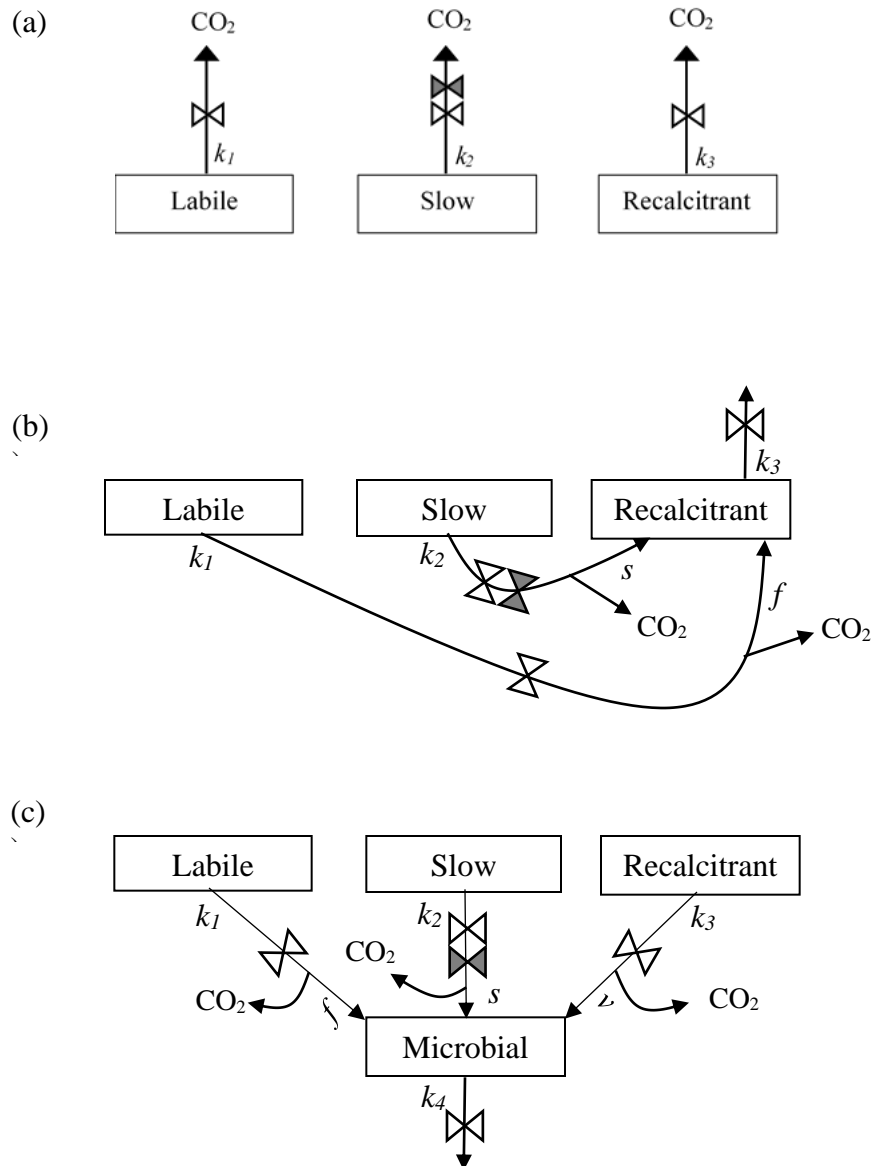 (a)
CO₂ CO₂ CO₂
k₁ k₂ k₃
Labile Slow Recalcitrant
(b)
`
k₃
Labile Slow Recalcitrant
k₁ k₂
s
f
CO₂ CO₂
(c)
`
Labile Slow Recalcitrant
k₁ k₂ k₃
CO₂
CO₂ f s v CO₂
Microbial
k₄